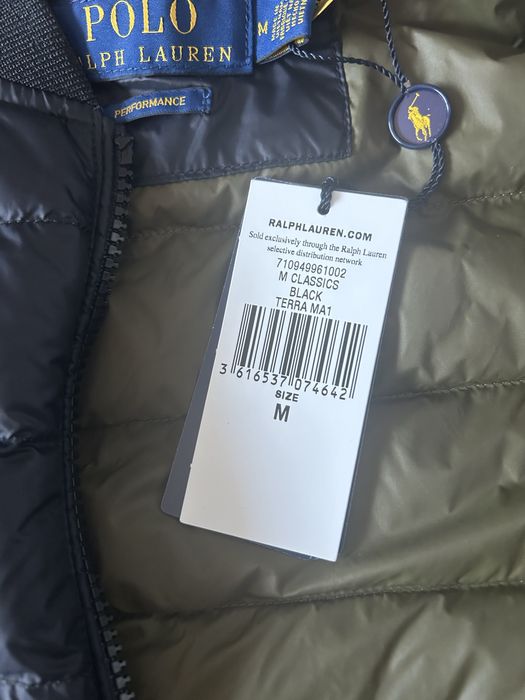 POLO
RALPH LAUREN
M
PERFORMANCE
RALPHLAUREN.COM
Sold exclusively through the Ralph Lauren
selective distribution network
710949961002
M CLASSICS
BLACK
TERRA MA1
3 616537 074642
SIZE
M